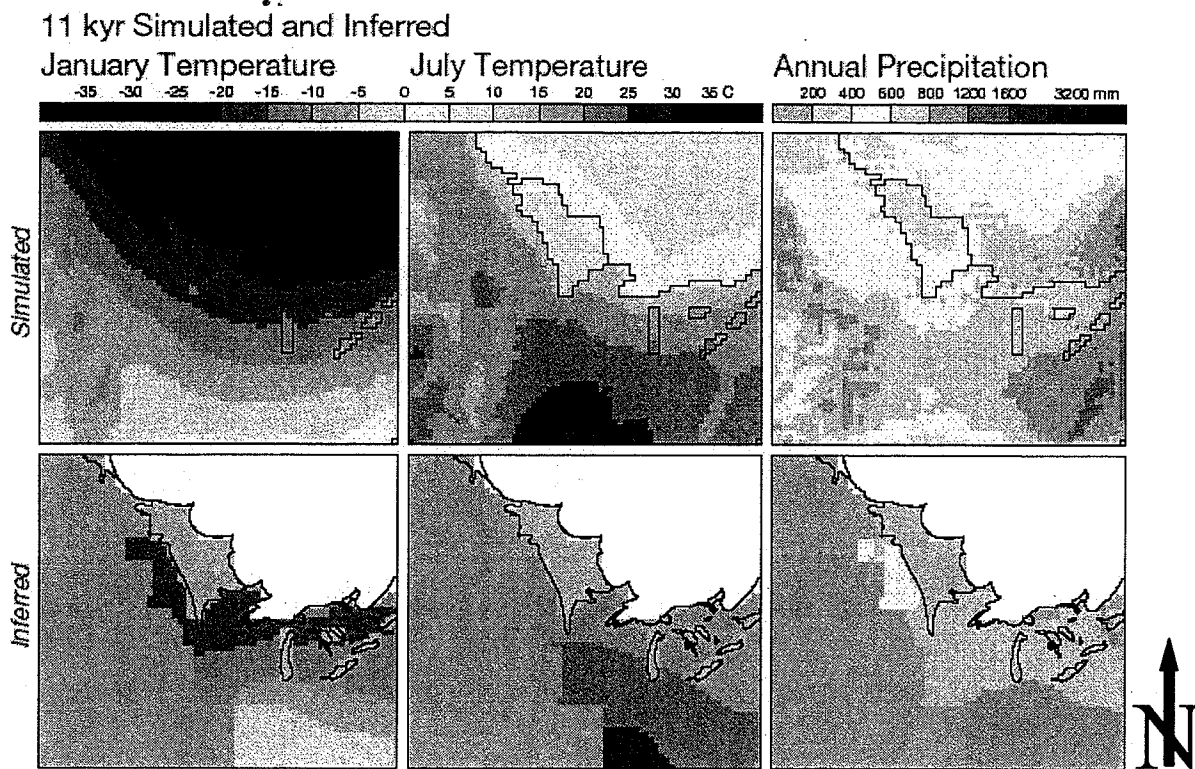 11 kyr Simulated and Inferred
January Temperature July Temperature Annual Precipitation
-35 -30 -25 -20 -15 -10 -5 0 5 10 15 20 25 30 35 C 200 400 600 800 1200 1600 3200 mm
Simulated
Inferred
N